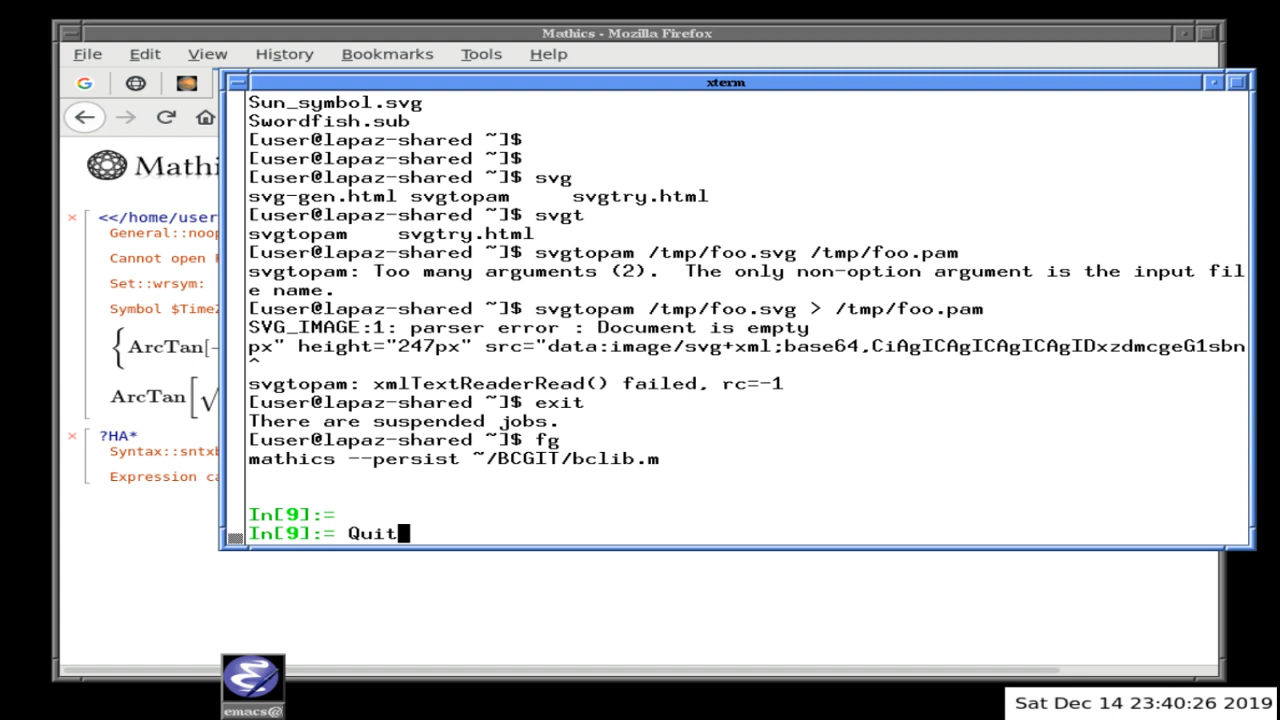 Mathics - Mozilla Firefox
File Edit View History Bookmarks Tools Help
xterm
Sun_symbol.svg
Swordfish.sub
[user@lapaz-shared ~]$
[user@lapaz-shared ~]$
[user@lapaz-shared ~]$ svg
svg-gen.html svgtopam     svgtry.html
[user@lapaz-shared ~]$ svgt
svgtopam    svgtry.html
[user@lapaz-shared ~]$ svgtopam /tmp/foo.svg /tmp/foo.pam
svgtopam: Too many arguments (2).  The only non-option argument is the input fil
e name.
[user@lapaz-shared ~]$ svgtopam /tmp/foo.svg > /tmp/foo.pam
SVG_IMAGE:1: parser error : Document is empty
px" height="247px" src="data:image/svg+xml;base64,CiAgICAgICAgICAgIDxzdmcgeG1sbn
^
svgtopam: xmlTextReaderRead() failed, rc=-1
[user@lapaz-shared ~]$ exit
There are suspended jobs.
[user@lapaz-shared ~]$ fg
mathics --persist ~/BCGIT/bclib.m
In[9]:=
In[9]:= Quit
Mathi
<</home/user
General::noop
Cannot open
Set::wrsym:
Symbol $TimeZ
{ArcTan[-
ArcTan[√
?HA*
Syntax::sntxb
Expression ca
emacs@
Sat Dec 14 23:40:26 2019